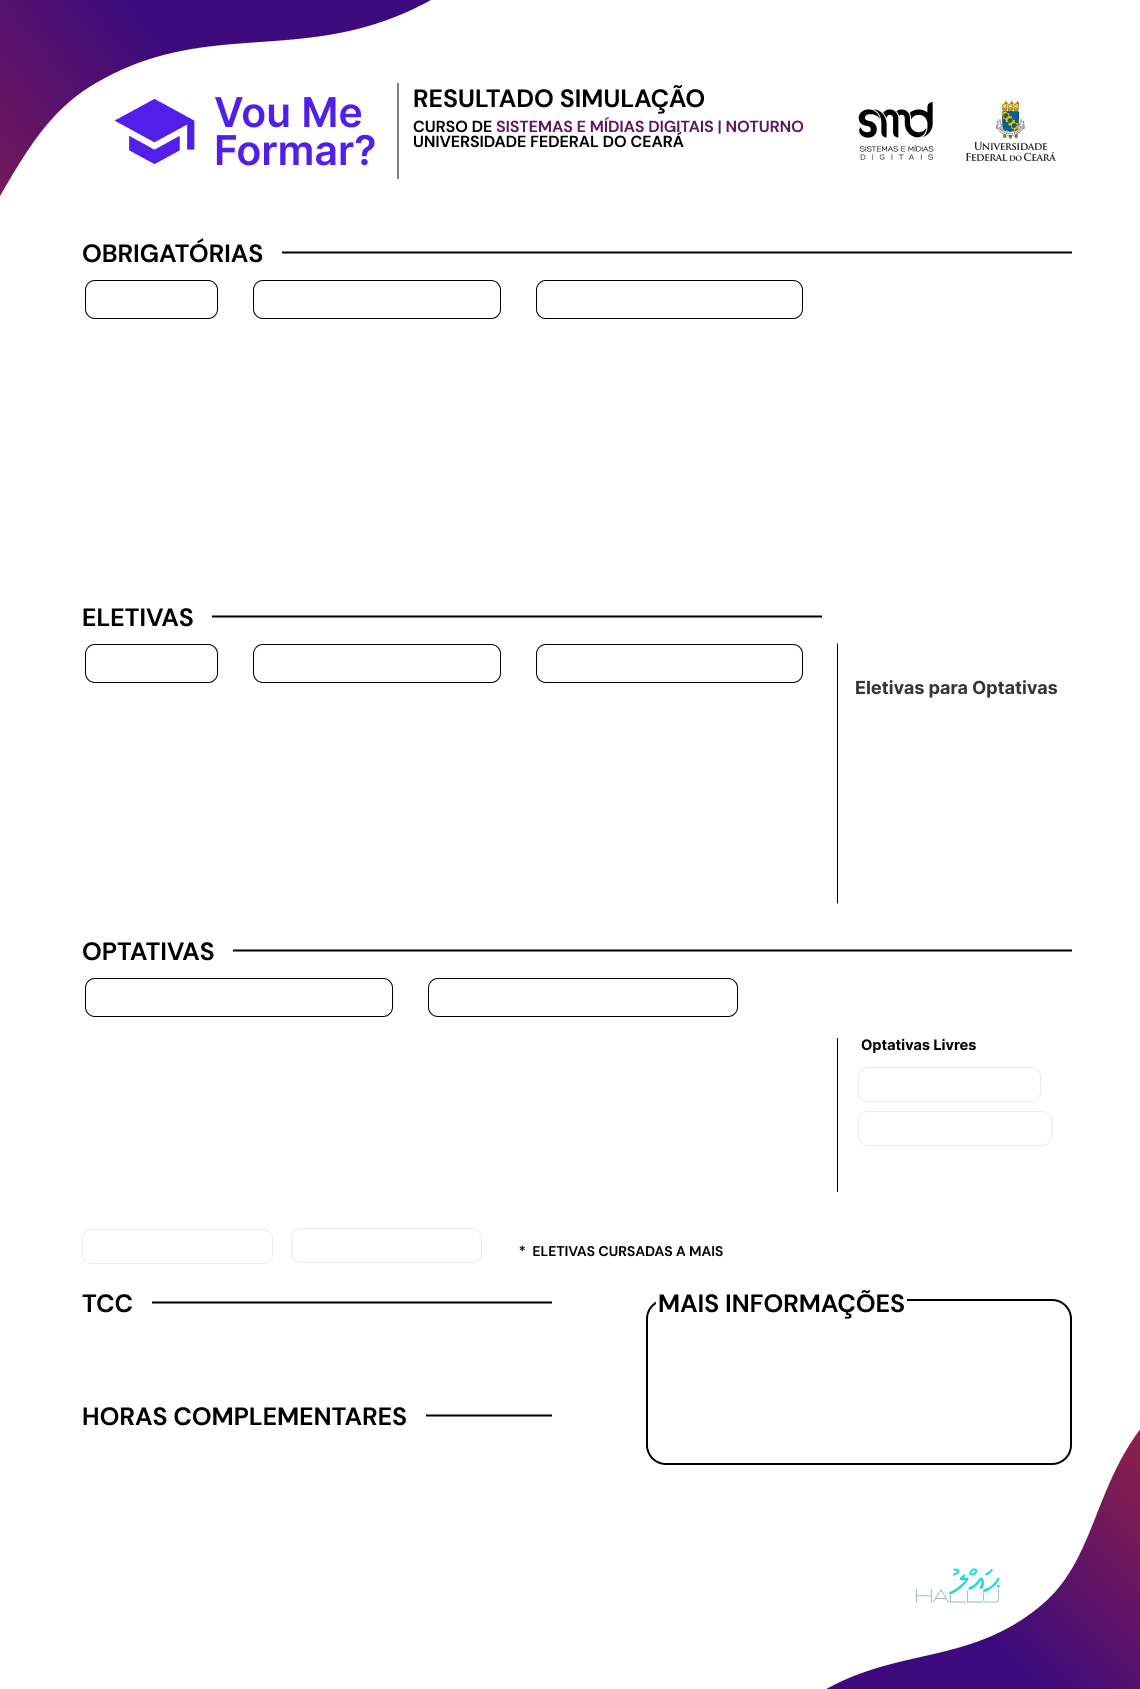 Vou Me
Formar?
RESULTADO SIMULAÇÃO
CURSO DE SISTEMAS E MÍDIAS DIGITAIS | NOTURNO
UNIVERSIDADE FEDERAL DO CEARÁ
smd
SISTEMAS E MÍDIAS
DIGITAIS
UNIVERSIDADE
FEDERAL DO CEARÁ
OBRIGATÓRIAS
ELETIVAS
Eletivas para Optativas
OPTATIVAS
Optativas Livres
* ELETIVAS CURSADAS A MAIS
TCC
MAIS INFORMAÇÕES
HORAS COMPLEMENTARES
HALLU